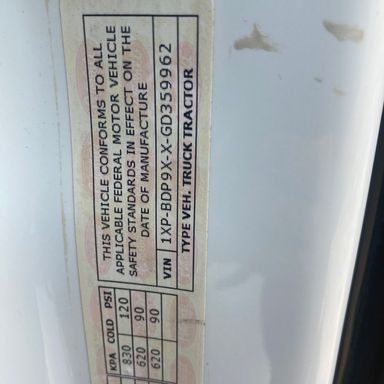 THIS VEHICLE CONFORMS TO ALL
APPLICABLE FEDERAL MOTOR VEHICLE
SAFETY STANDARDS IN EFFECT ON THE
DATE OF MANUFACTURE
VIN 1XP-BDP9X-X-GD359962
TYPE VEH. TRUCK TRACTOR
KPA COLD PSI
830 120
620 90
620 90